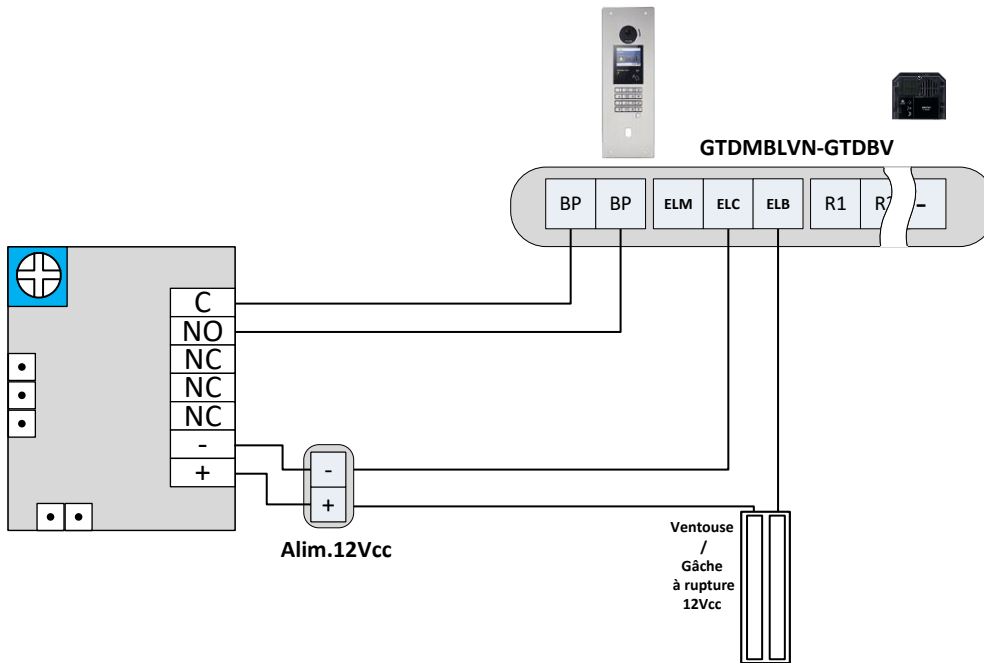 GTDMBLVN-GTDBV
BP BP ELM ELC ELB R1 -
C
NO
NC
NC
NC
-
+
-
+
Alim.12Vcc
Ventouse
/
Gâche
à rupture
12Vcc